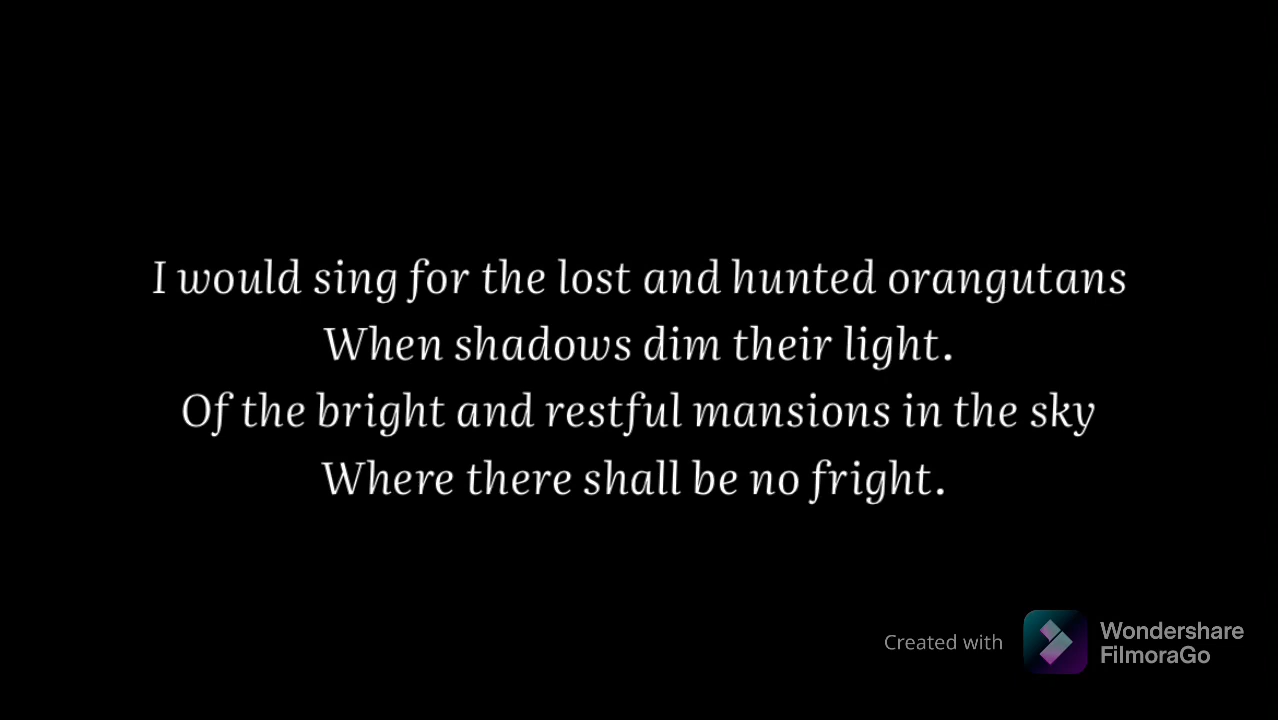 I would sing for the lost and hunted orangutans
When shadows dim their light.
Of the bright and restful mansions in the sky
Where there shall be no fright.
Created with
Wondershare
FilmoraGo